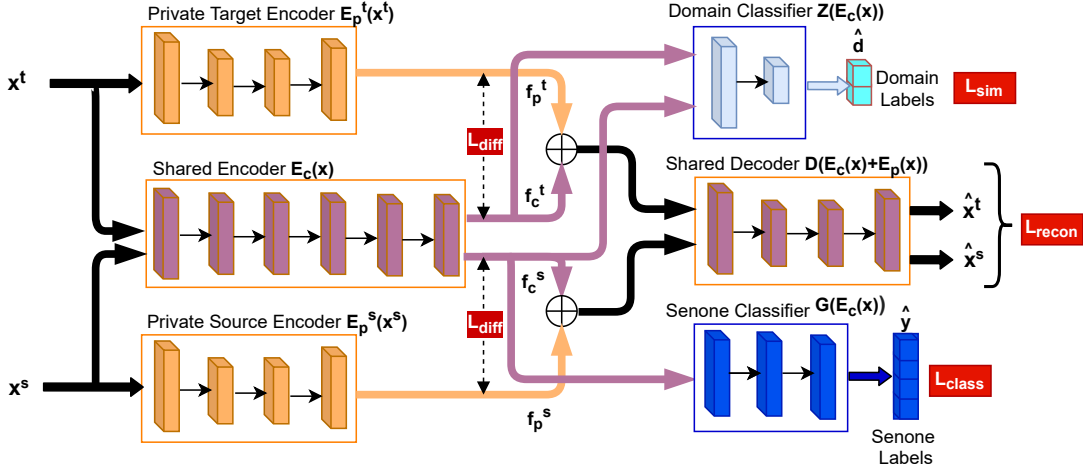 Private Target Encoder E_p^t(x^t)
Domain Classifier Z(E_c(x))
x^t
f_p^t
d̂
Domain
Labels
L_sim
L_diff
Shared Encoder E_c(x)
f_c^t
Shared Decoder D(E_c(x)+E_p(x))
x̂^t
x̂^s
L_recon
f_c^s
L_diff
Private Source Encoder E_p^s(x^s)
Senone Classifier G(E_c(x))
ŷ
x^s
f_p^s
L_class
Senone
Labels